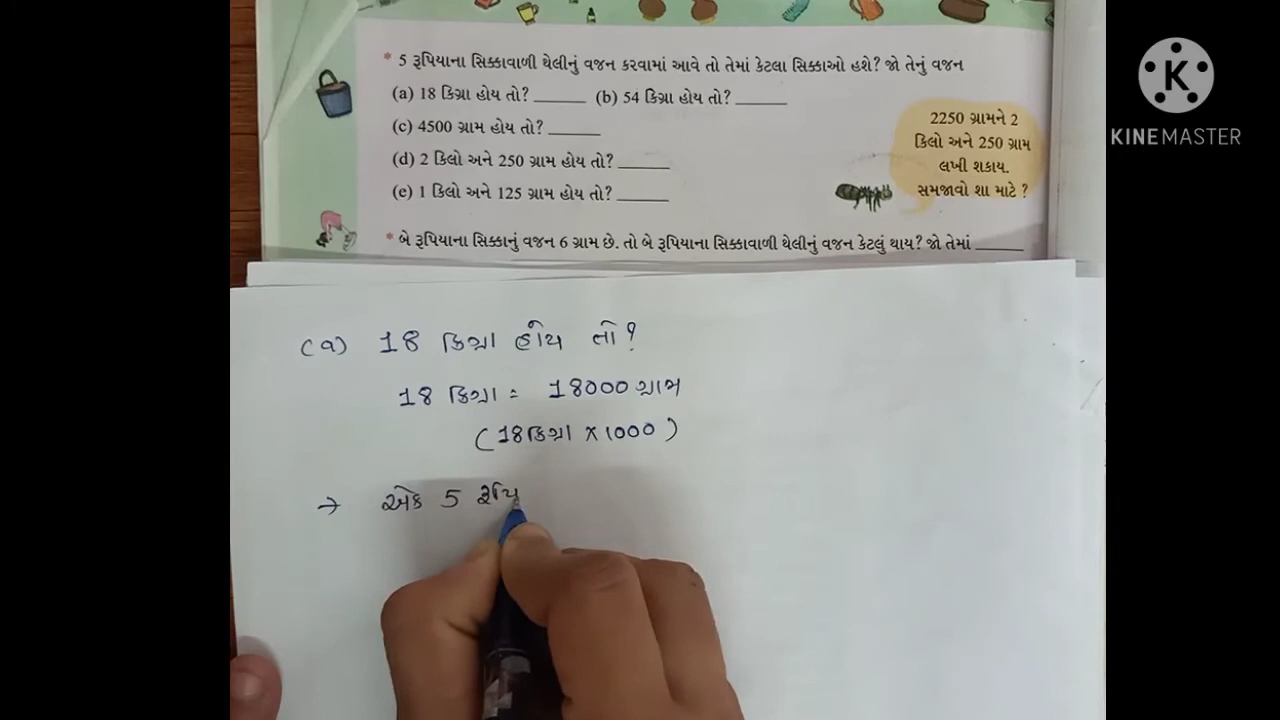 * 5 રૂપિયાના સિક્કાવાળી થેલીનું વજન કરવામાં આવે તો તેમાં કેટલા સિક્કાઓ હશે? જો તેનું વજન
(a) 18 કિગ્રા હોય તો? ______ (b) 54 કિગ્રા હોય તો? ______
(c) 4500 ગ્રામ હોય તો? ______
(d) 2 કિલો અને 250 ગ્રામ હોય તો? ______
(e) 1 કિલો અને 125 ગ્રામ હોય તો? ______
2250 ગ્રામને 2
કિલો અને 250 ગ્રામ
લખી શકાય.
સમજાવો શા માટે ?
* બે રૂપિયાના સિક્કાનું વજન 6 ગ્રામ છે. તો બે રૂપિયાના સિક્કાવાળી થેલીનું વજન કેટલું થાય? જો તેમાં ______
K
KINEMASTER
(a) 18 કિગ્રા હોય તો?
18 કિગ્રા = 18000 ગ્રામ
(18 કિગ્રા × 1000)
→ એક 5 રૂપિ